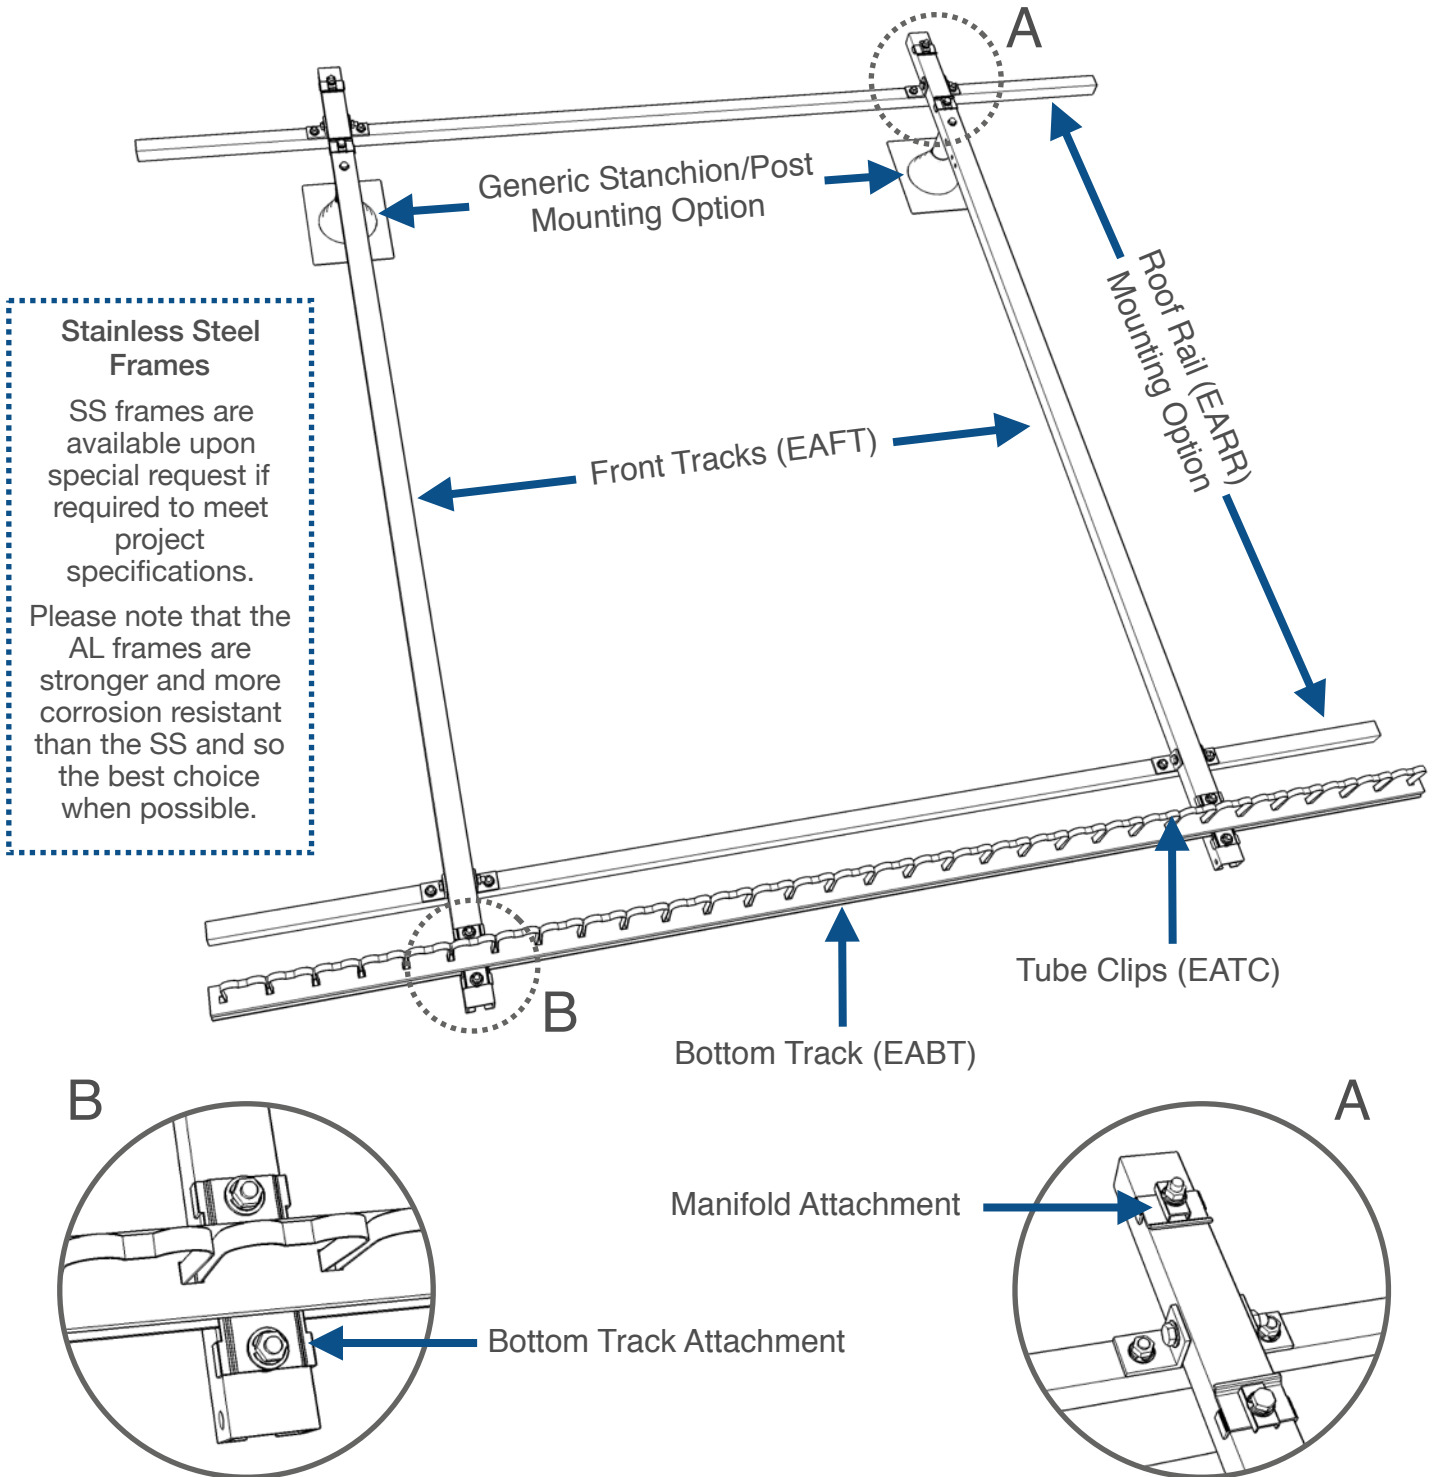 A
Generic Stanchion/Post
Mounting Option
Roof Rail (EARR)
Mounting Option
Stainless Steel
Frames
SS frames are
available upon
special request if
required to meet
project
specifications.
Please note that the
AL frames are
stronger and more
corrosion resistant
than the SS and so
the best choice
when possible.
Front Tracks (EAFT)
Tube Clips (EATC)
B
Bottom Track (EABT)
B
A
Manifold Attachment
Bottom Track Attachment